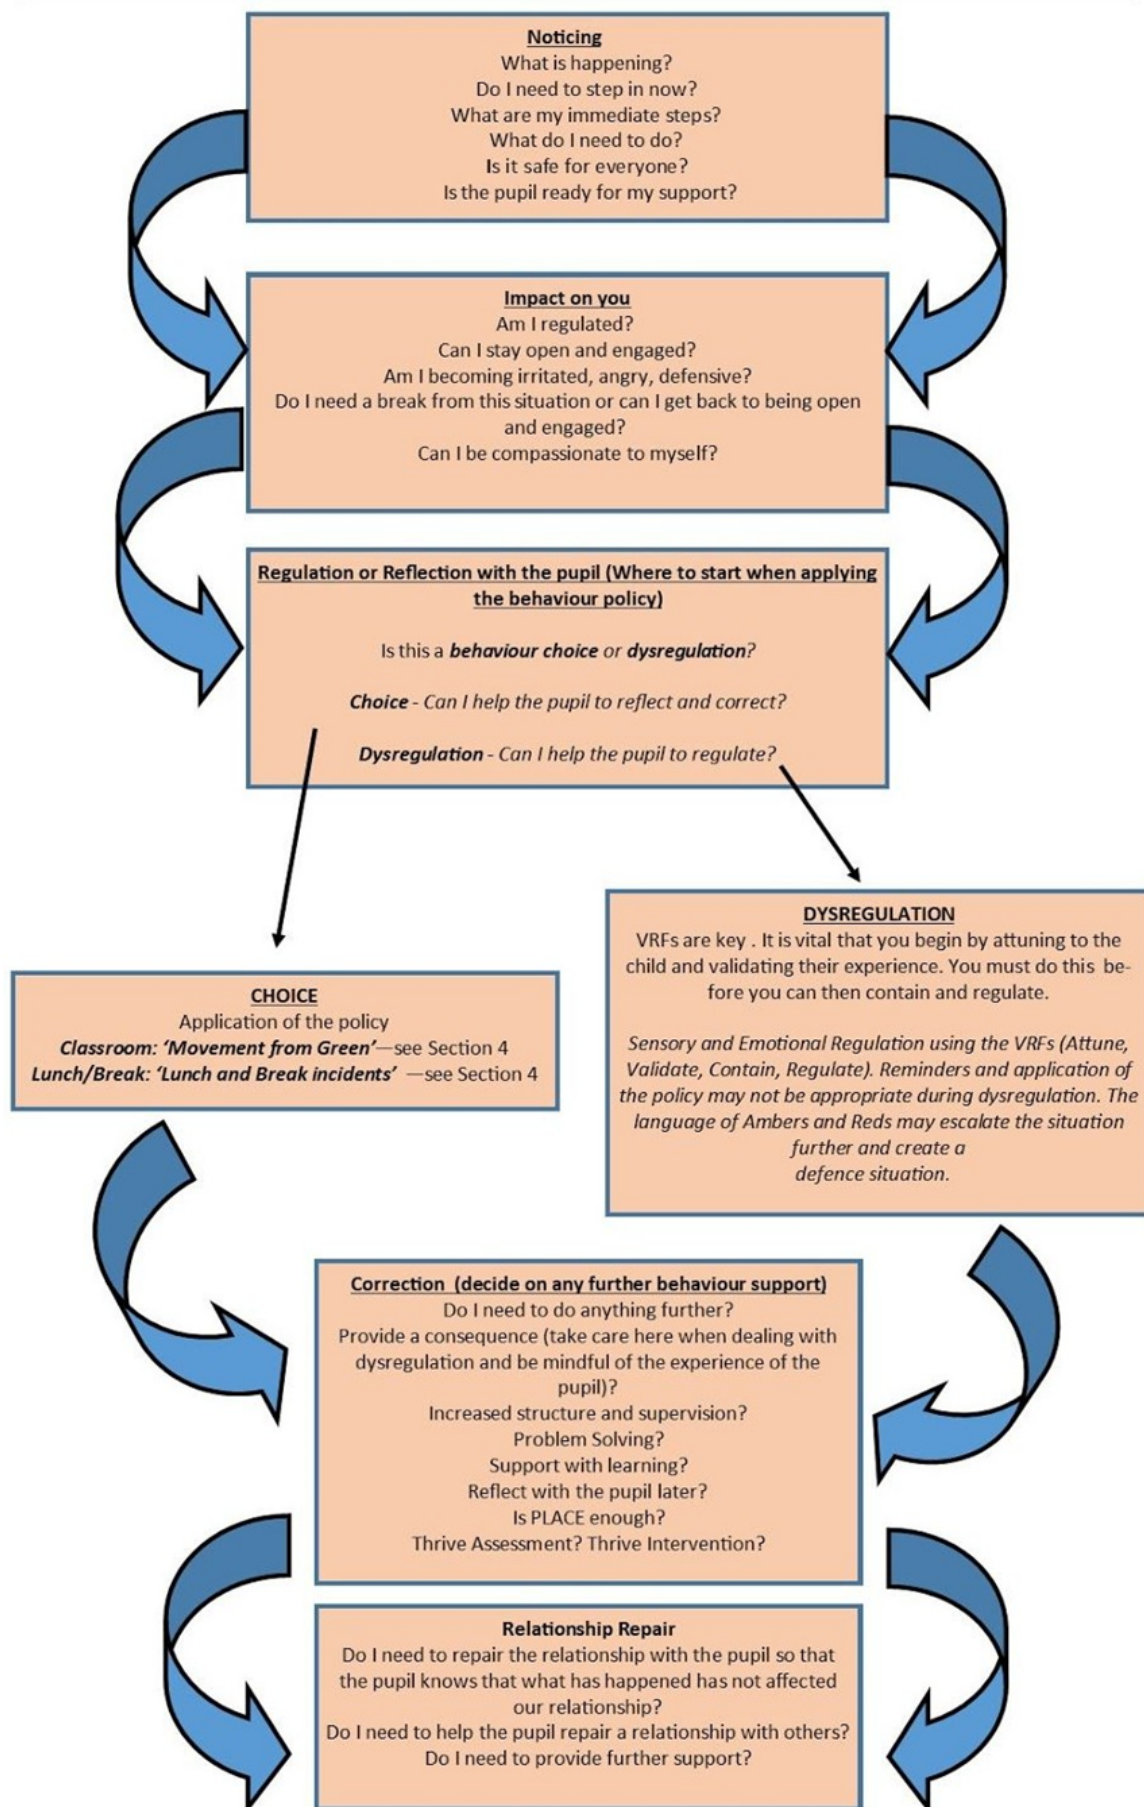 Noticing
What is happening?
Do I need to step in now?
What are my immediate steps?
What do I need to do?
Is it safe for everyone?
Is the pupil ready for my support?
Impact on you
Am I regulated?
Can I stay open and engaged?
Am I becoming irritated, angry, defensive?
Do I need a break from this situation or can I get back to being open
and engaged?
Can I be compassionate to myself?
Regulation or Reflection with the pupil (Where to start when applying
the behaviour policy)
Is this a behaviour choice or dysregulation?
Choice - Can I help the pupil to reflect and correct?
Dysregulation - Can I help the pupil to regulate?
CHOICE
Application of the policy
Classroom: ‘Movement from Green’—see Section 4
Lunch/Break: ‘Lunch and Break incidents’ —see Section 4
DYSREGULATION
VRFs are key . It is vital that you begin by attuning to the
child and validating their experience. You must do this be-
fore you can then contain and regulate.
Sensory and Emotional Regulation using the VRFs (Attune,
Validate, Contain, Regulate). Reminders and application of
the policy may not be appropriate during dysregulation. The
language of Ambers and Reds may escalate the situation
further and create a
defence situation.
Correction (decide on any further behaviour support)
Do I need to do anything further?
Provide a consequence (take care here when dealing with
dysregulation and be mindful of the experience of the
pupil)?
Increased structure and supervision?
Problem Solving?
Support with learning?
Reflect with the pupil later?
Is PLACE enough?
Thrive Assessment? Thrive Intervention?
Relationship Repair
Do I need to repair the relationship with the pupil so that
the pupil knows that what has happened has not affected
our relationship?
Do I need to help the pupil repair a relationship with others?
Do I need to provide further support?